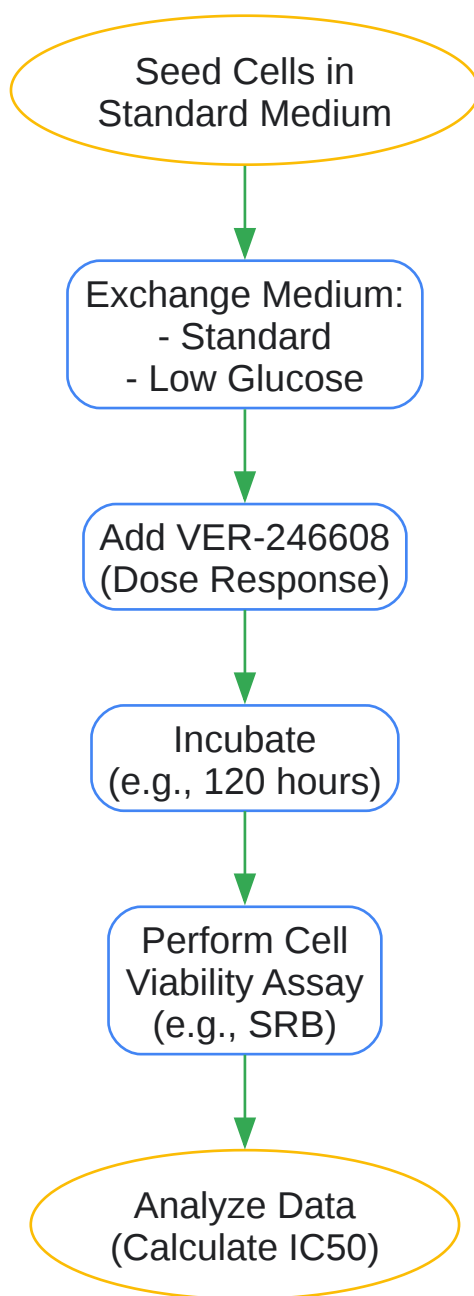 Seed Cells in
Standard Medium
Exchange Medium:
- Standard
- Low Glucose
Add VER-246608
(Dose Response)
Incubate
(e.g., 120 hours)
Perform Cell
Viability Assay
(e.g., SRB)
Analyze Data
(Calculate IC50)